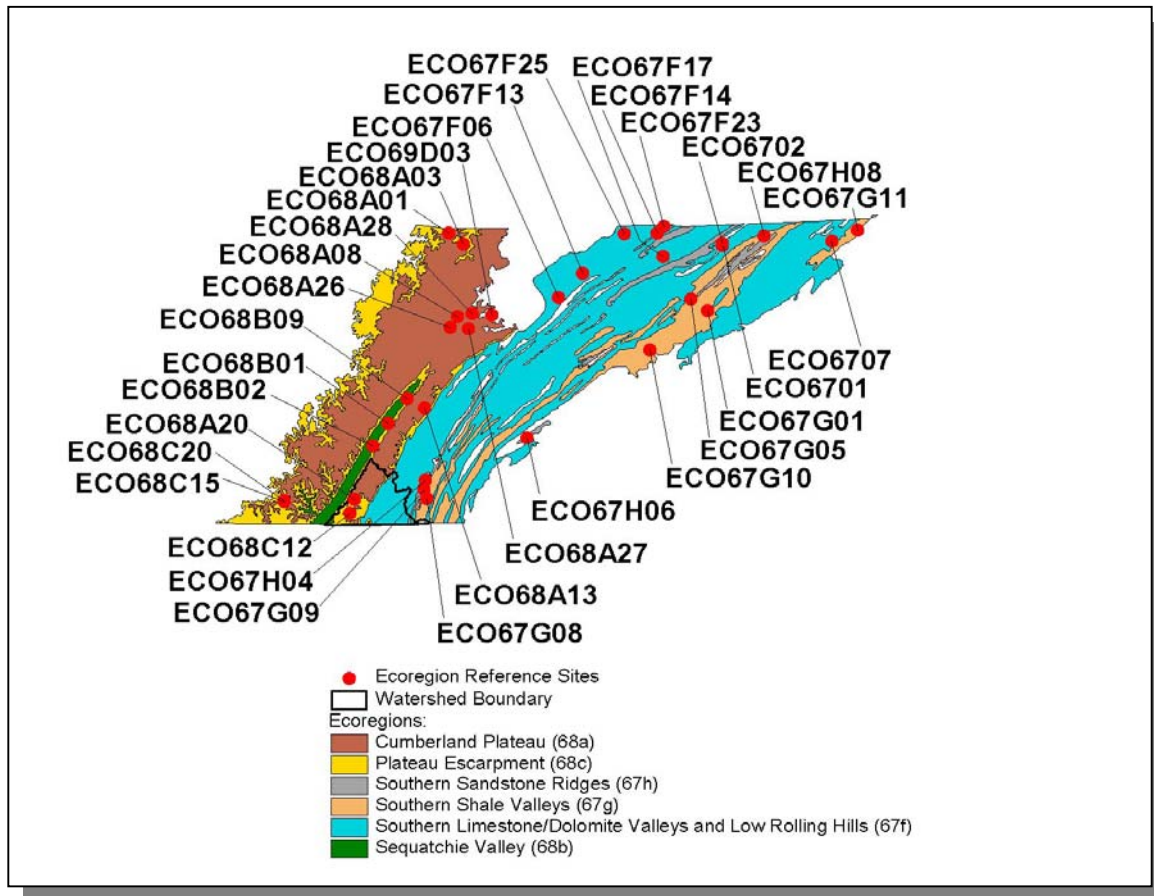 ECO67F25
ECO67F17
ECO67F13
ECO67F14
ECO67F06
ECO67F23
ECO69D03
ECO6702
ECO68A03
ECO67H08
ECO68A01
ECO67G11
ECO68A28
ECO68A08
ECO68A26
ECO68B09
ECO68B01
ECO6707
ECO68B02
ECO6701
ECO68A20
ECO67G01
ECO68C20
ECO67G05
ECO68C15
ECO67G10
ECO67H06
ECO68C12
ECO68A27
ECO67H04
ECO68A13
ECO67G09
ECO67G08
Ecoregion Reference Sites
Watershed Boundary
Ecoregions:
Cumberland Plateau (68a)
Plateau Escarpment (68c)
Southern Sandstone Ridges (67h)
Southern Shale Valleys (67g)
Southern Limestone/Dolomite Valleys and Low Rolling Hills (67f)
Sequatchie Valley (68b)